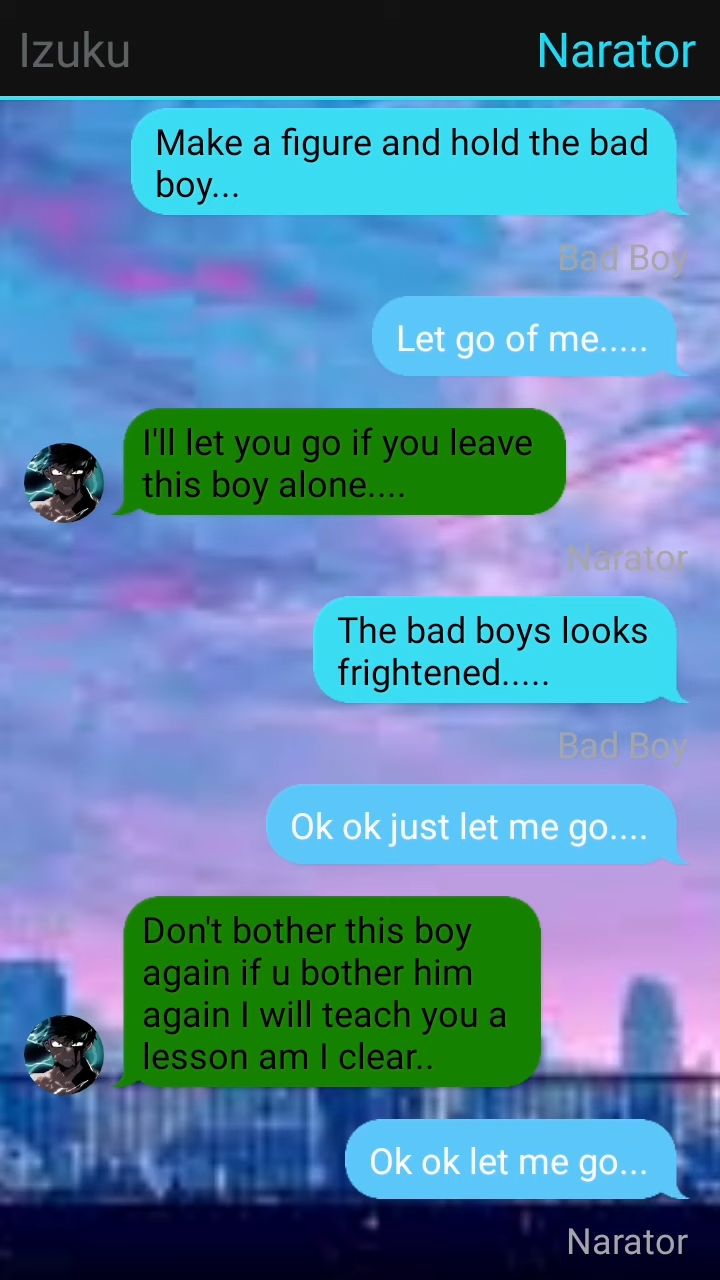 Izuku
Narator
Make a figure and hold the bad
boy...
Bad Boy
Let go of me.....
I'll let you go if you leave
this boy alone....
Narator
The bad boys looks
frightened.....
Bad Boy
Ok ok just let me go....
Don't bother this boy
again if u bother him
again I will teach you a
lesson am I clear..
Ok ok let me go...
Narator